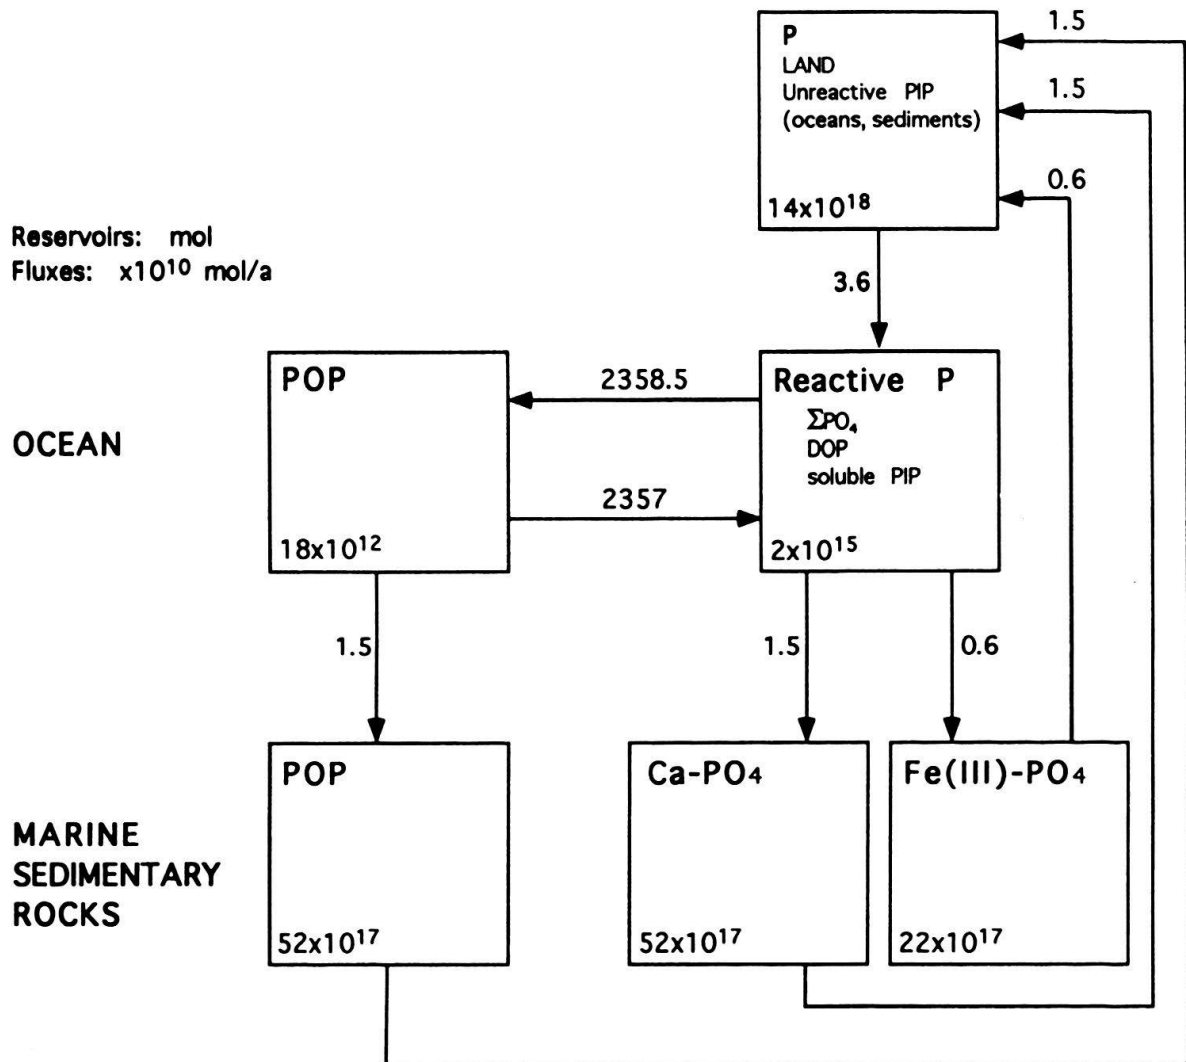 1.5
P
LAND
Unreactive PIP
(oceans, sediments)
1.5
0.6
14x10¹⁸
Reservoirs: mol
Fluxes: x10¹⁰ mol/a
3.6
POP
2358.5
Reactive P
ΣPO₄
DOP
soluble PIP
OCEAN
2357
18x10¹²
2x10¹⁵
1.5
1.5
0.6
POP
Ca-PO₄
Fe(III)-PO₄
MARINE
SEDIMENTARY
ROCKS
52x10¹⁷
52x10¹⁷
22x10¹⁷